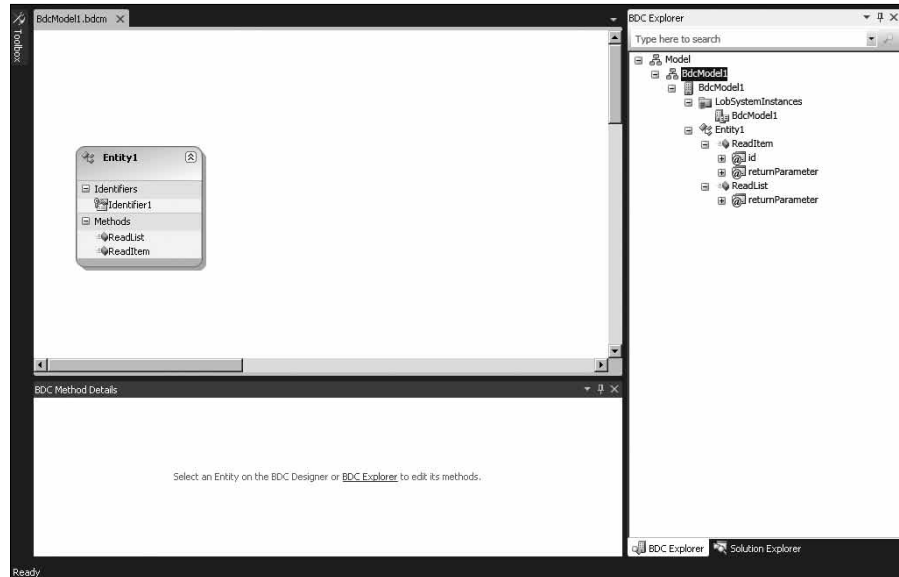 Toolbox
BdcModel1.bdcm
Entity1
Identifiers
Identifier1
Methods
ReadList
ReadItem
BDC Method Details
Select an Entity on the BDC Designer or BDC Explorer to edit its methods.
BDC Explorer
Type here to search
Model
BdcModel1
BdcModel1
LobSystemInstances
BdcModel1
Entity1
ReadItem
id
returnParameter
ReadList
returnParameter
BDC Explorer
Solution Explorer
Ready